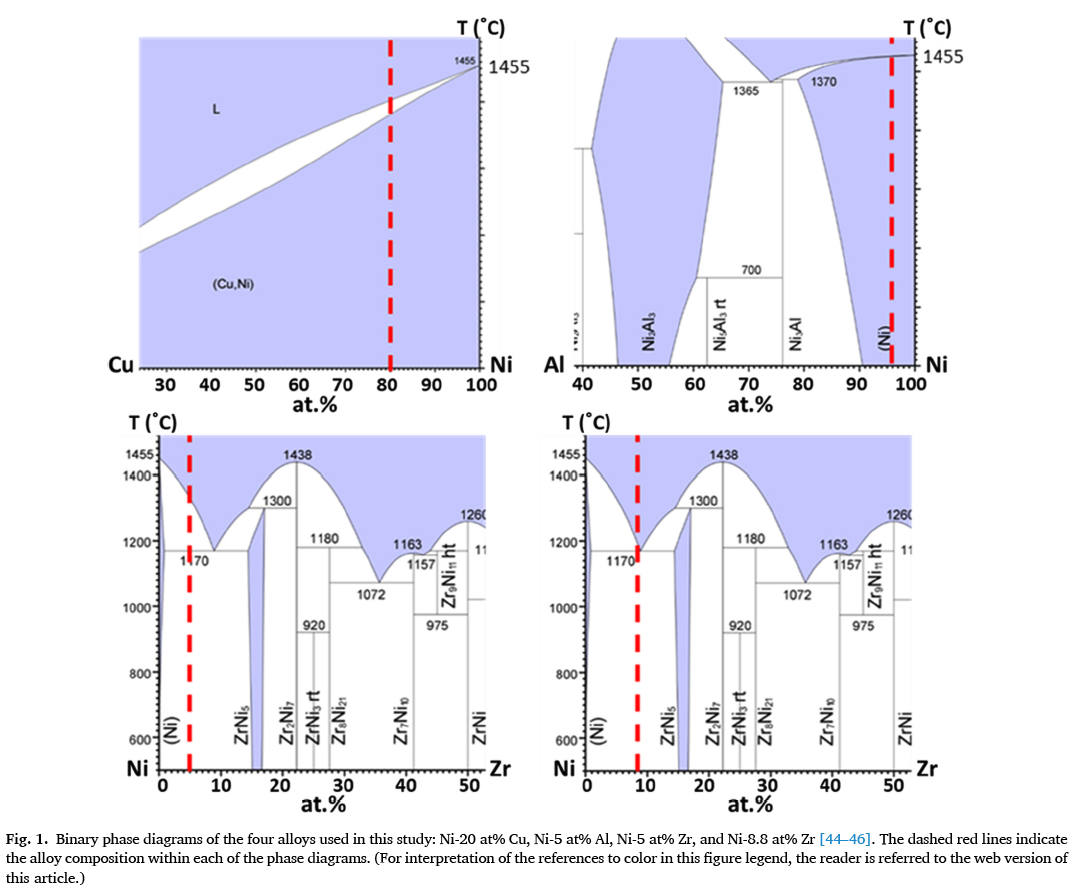 T (˚C)
1455
1455
L
(Cu,Ni)
Cu
Ni
30 40 50 60 70 80 90 100
at.%
T (˚C)
1455
1365
1370
700
Ni₂Al₃
Ni₅Al₃ rt
Ni₃Al
(Ni)
Al
Ni
40 50 60 70 80 90 100
at.%
T (˚C)
1455
1400
1200
1000
800
600
1438
1300
1170
1180
1163
1157
1072
920
975
1260
(Ni)
ZrNi₅
Zr₂Ni₇
ZrNi₃ rt
Zr₈Ni₂₁
Zr₇Ni₁₀
Zr₉Ni₁₁ ht
ZrNi
11
Ni
Zr
0 10 20 30 40 50
at.%
T (˚C)
1455
1400
1200
1000
800
600
1438
1300
1170
1180
1163
1157
1072
920
975
1260
(Ni)
ZrNi₅
Zr₂Ni₇
ZrNi₃ rt
Zr₈Ni₂₁
Zr₇Ni₁₀
Zr₉Ni₁₁ ht
ZrNi
11
Ni
Zr
0 10 20 30 40 50
at.%
Fig. 1. Binary phase diagrams of the four alloys used in this study: Ni-20 at% Cu, Ni-5 at% Al, Ni-5 at% Zr, and Ni-8.8 at% Zr [44–46]. The dashed red lines indicate
the alloy composition within each of the phase diagrams. (For interpretation of the references to color in this figure legend, the reader is referred to the web version of
this article.)